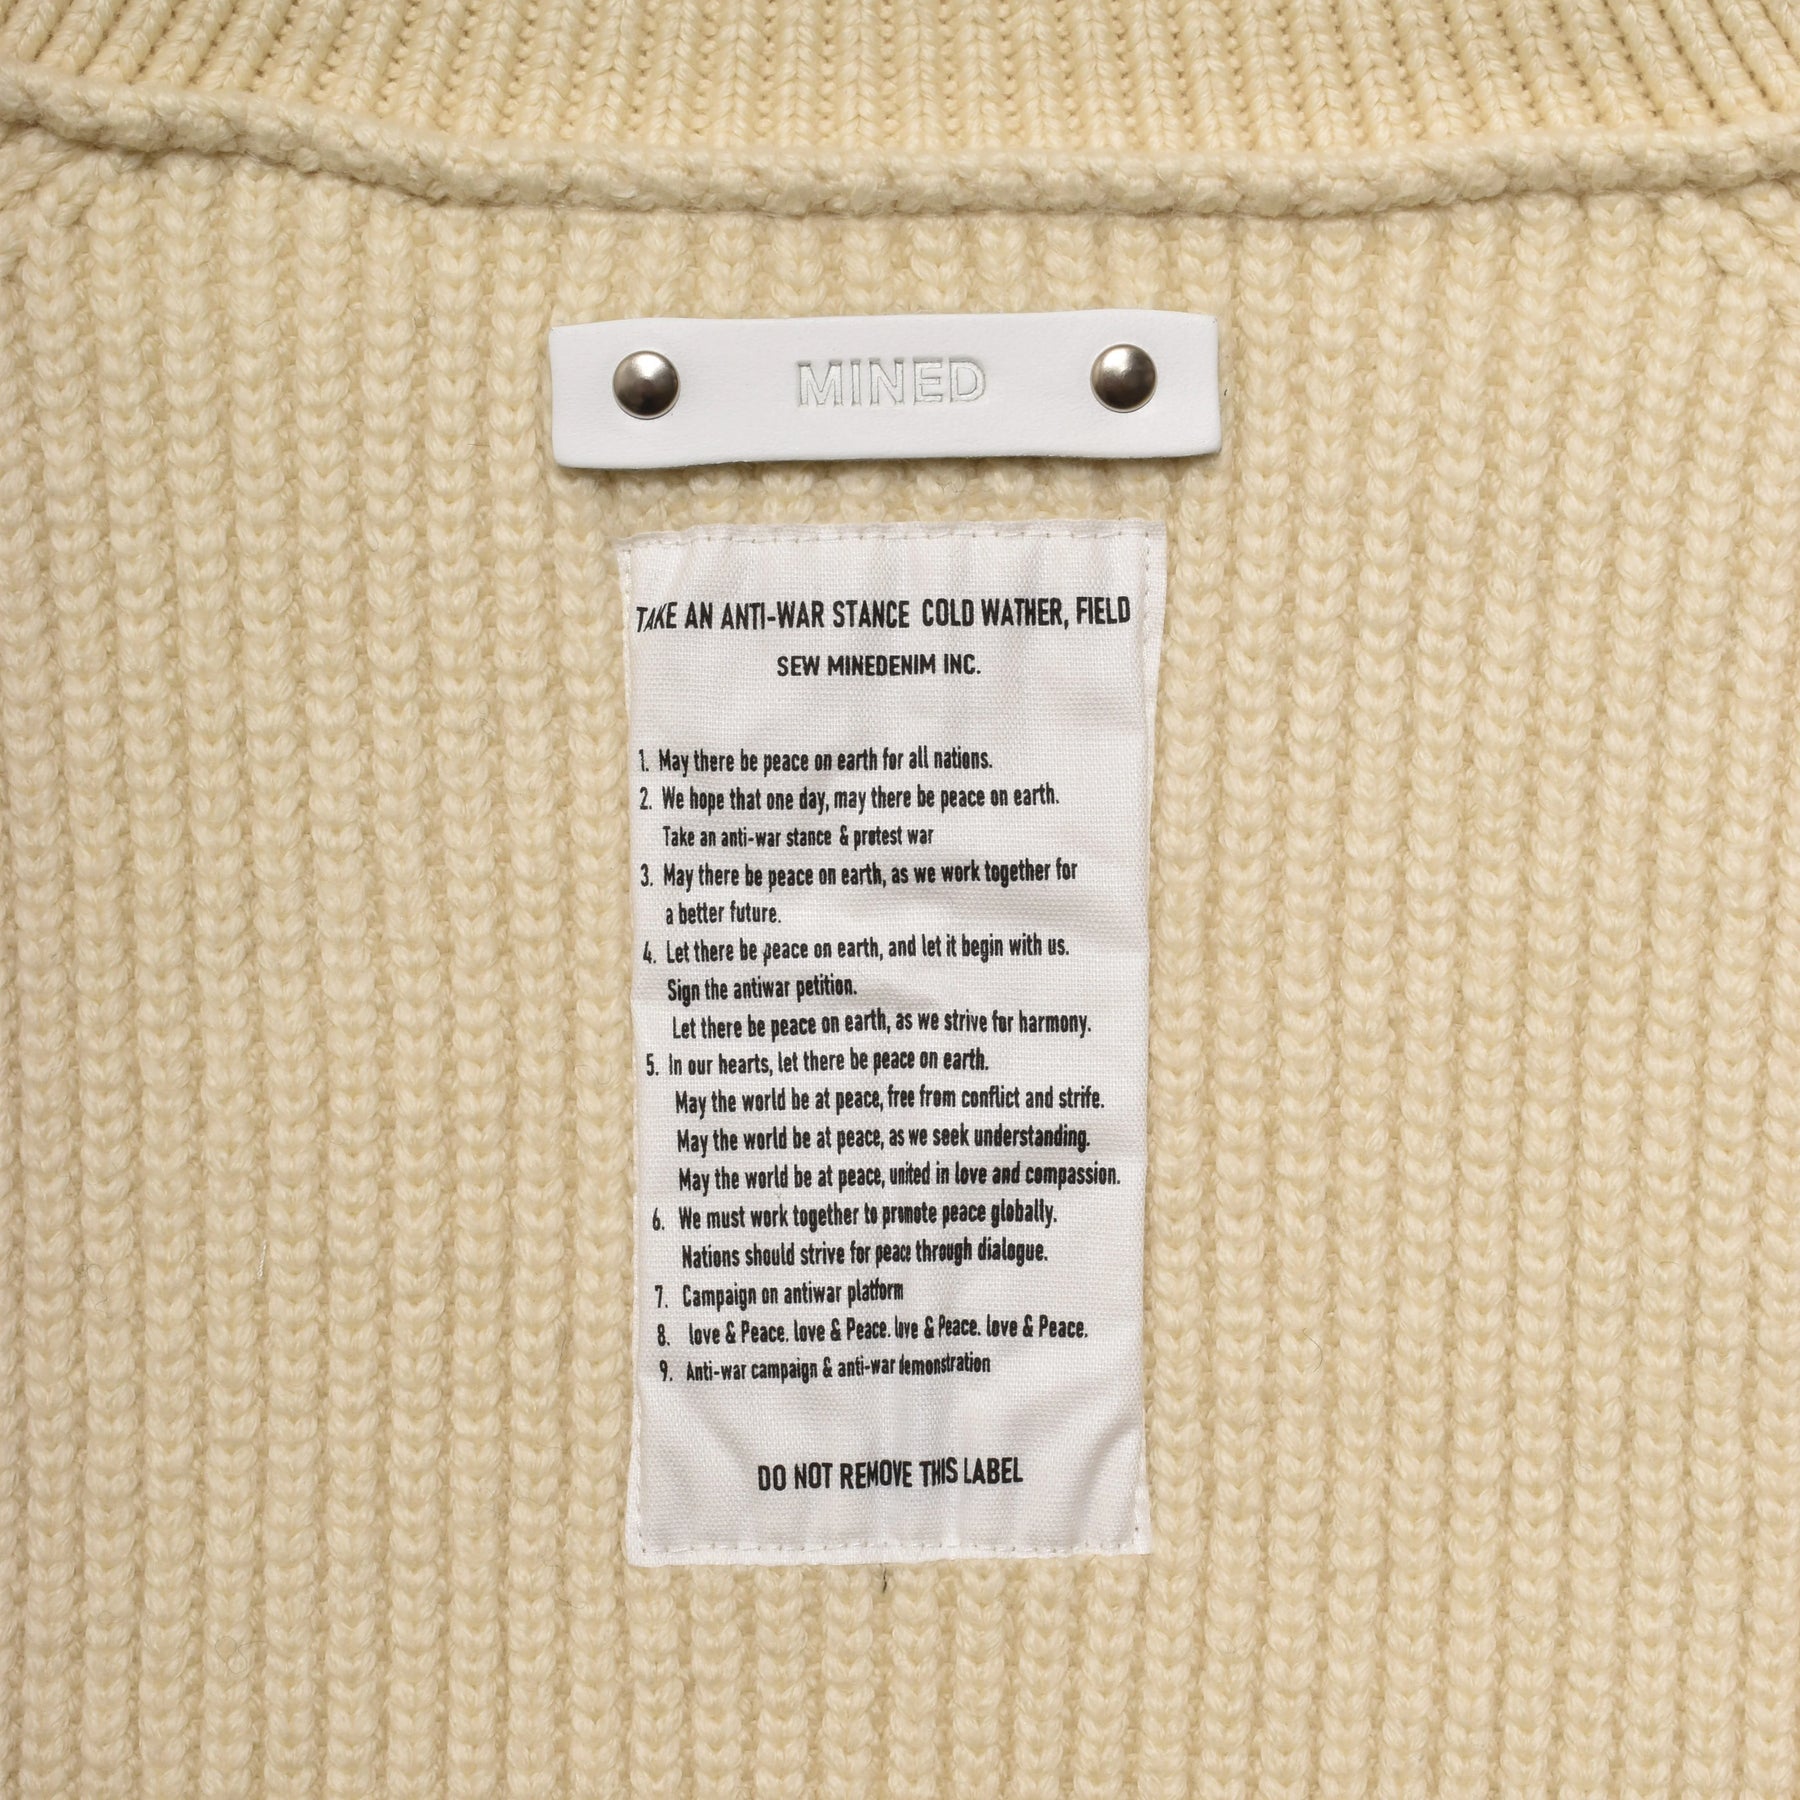 MINED
TAKE AN ANTI-WAR STANCE COLD WATHER, FIELD
SEW MINEDENIM INC.
1. May there be peace on earth for all nations.
2. We hope that one day, may there be peace on earth.
Take an anti-war stance & protest war
3. May there be peace on earth, as we work together for
a better future.
4. Let there be peace on earth, and let it begin with us.
Sign the antiwar petition.
Let there be peace on earth, as we strive for harmony.
5. In our hearts, let there be peace on earth.
May the world be at peace, free from conflict and strife.
May the world be at peace, as we seek understanding.
May the world be at peace, united in love and compassion.
6. We must work together to promote peace globally.
Nations should strive for peace through dialogue.
7. Campaign on antiwar platform
8. love & Peace. love & Peace. love & Peace. love & Peace.
9. Anti-war campaign & anti-war demonstration
DO NOT REMOVE THIS LABEL